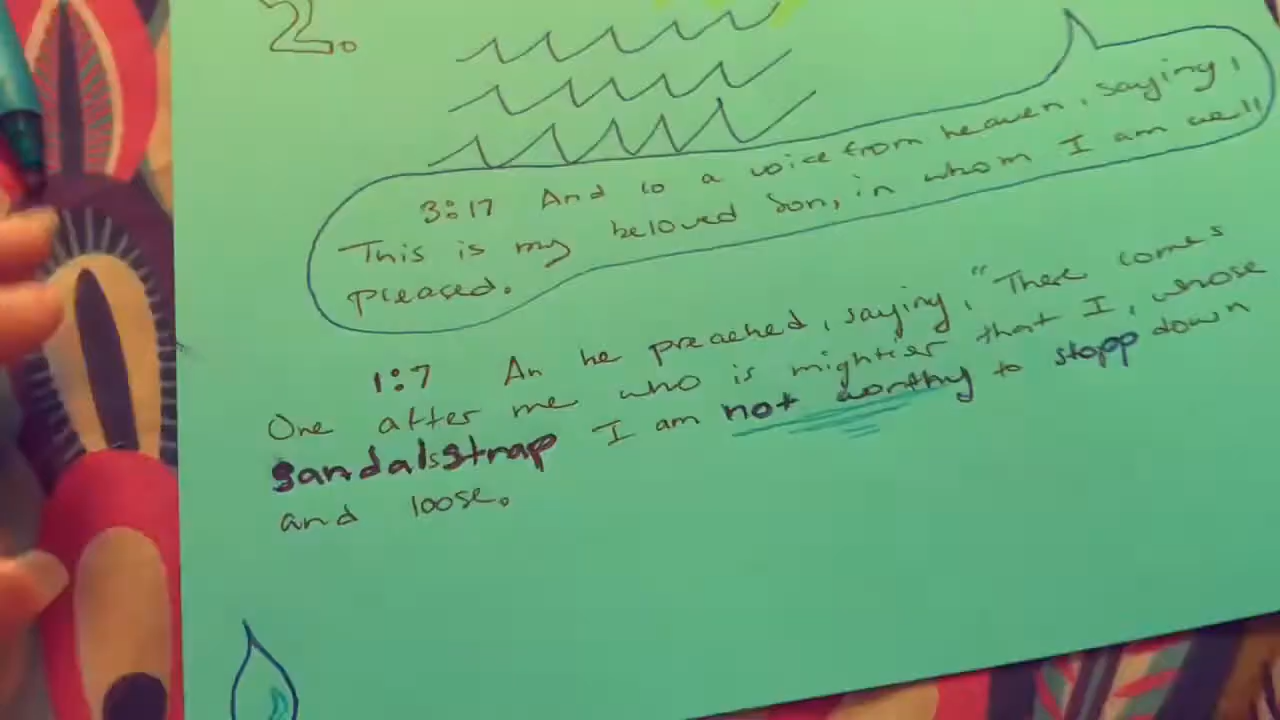 2.
3:17 And lo a voice from heaven, saying,
This is my beloved Son, in whom I am well
pleased.
1:7 An he preached, saying, "There comes
One after me who is mightier that I, whose
sandalsstrap I am not worthy to stopp down
and loose.